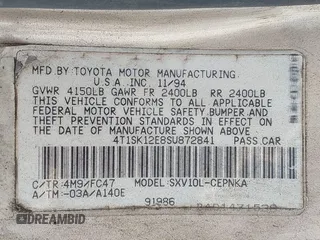 MFD BY TOYOTA MOTOR MANUFACTURING
U S A INC 11/94
GVWR 4150LB GAWR FR 2400LB RR 2400LB
THIS VEHICLE CONFORMS TO ALL APPLICABLE
FEDERAL MOTOR VEHICLE SAFETY, BUMPER AND
THEFT PREVENTION STANDARDS IN EFFECT ON
THE DATE OF MANUFACTURE SHOWN ABOVE.
4T1SK12E8SU872841 PASS.CAR
C/TR 4M9/FC47 MODEL SXV10L-CEPNKA
A/TM -03A/A140E
91986
DREAMBID